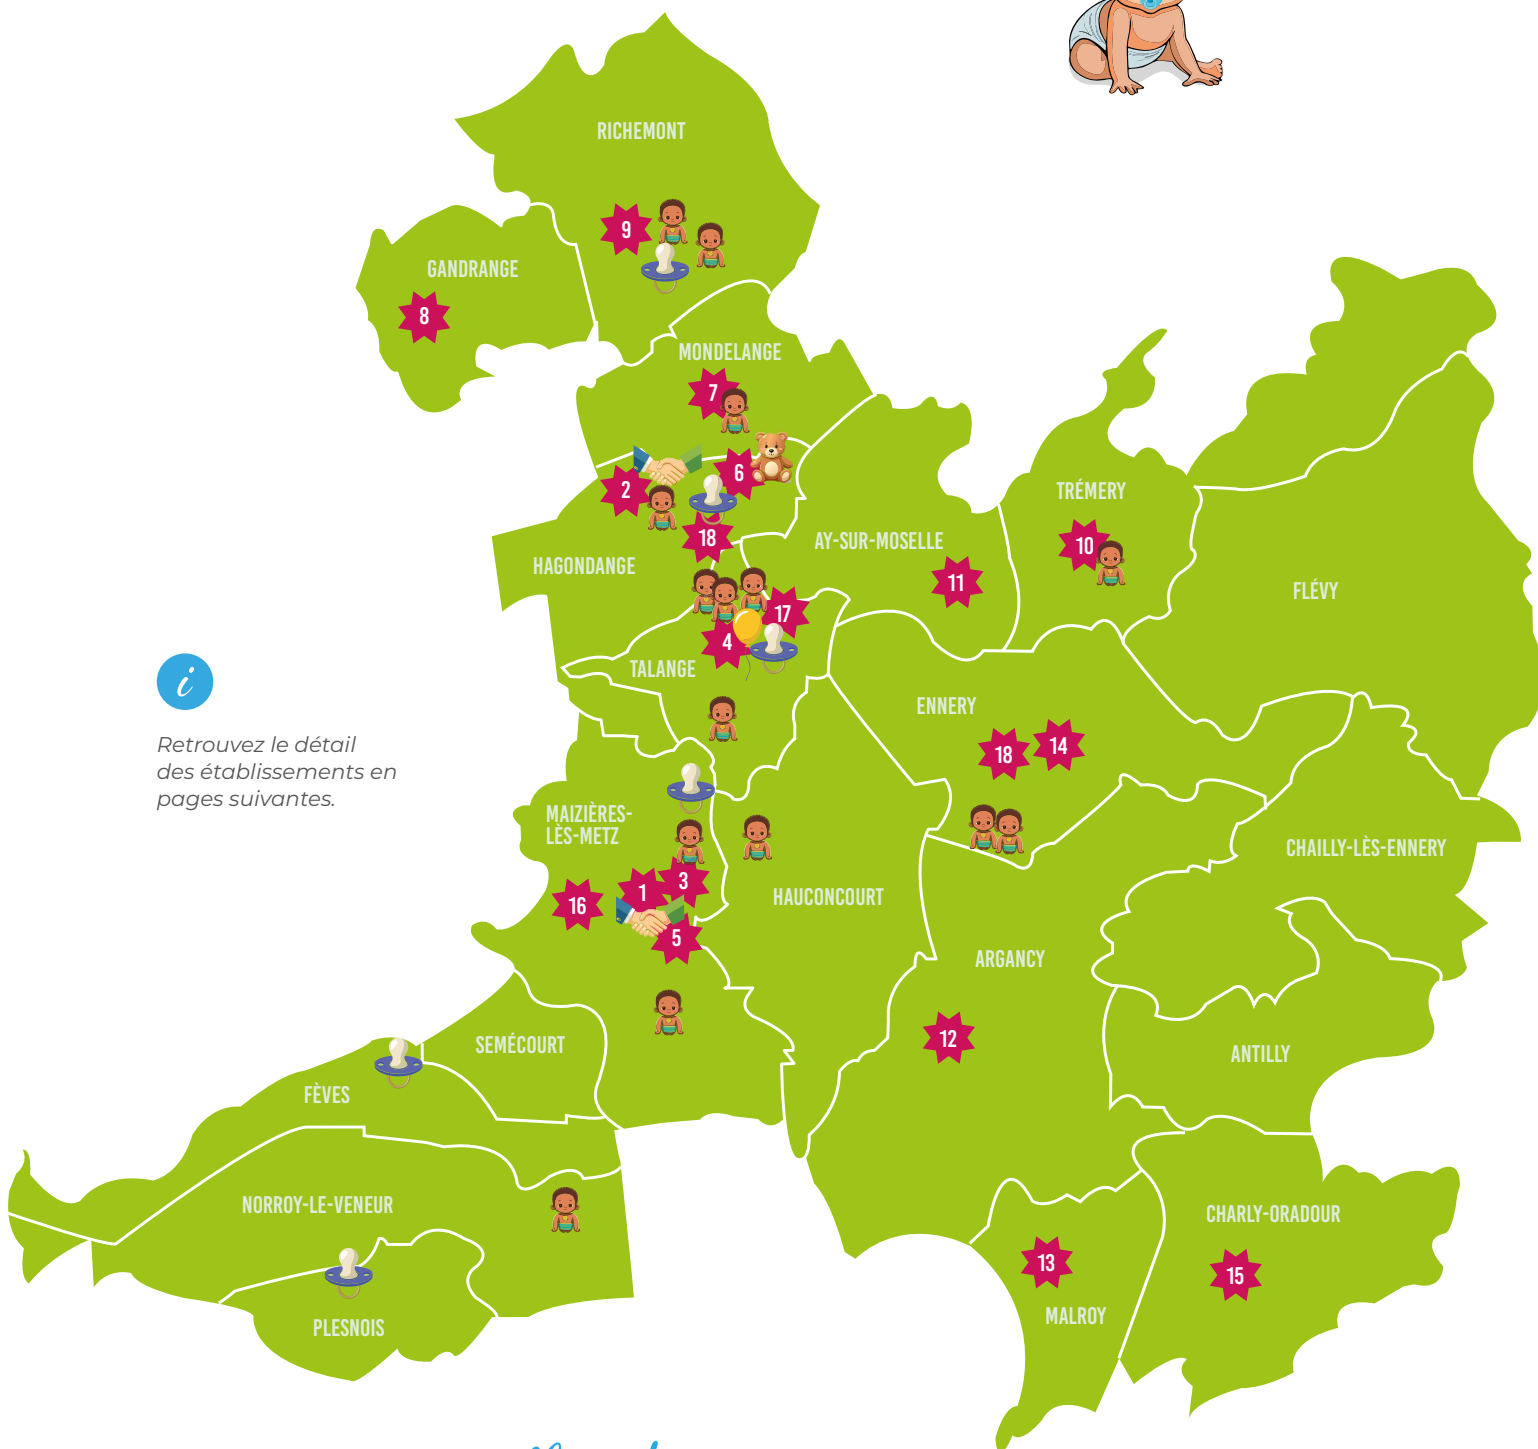 RICHEMONT
9
GANDRANGE
8
MONDELANGE
7
6
2
18
TRÉMERY
10
AY-SUR-MOSELLE
11
HAGONDANGE
FLÉVY
17
4
TALANGE
i
ENNERY
18
14
Retrouvez le détail
des établissements en
pages suivantes.
MAIZIÈRES-
LÈS-METZ
CHAILLY-LÈS-ENNERY
3
1
16
HAUCONCOURT
5
ARGANCY
12
SEMÉCOURT
ANTILLY
FÈVES
NORROY-LE-VENEUR
CHARLY-ORADOUR
13
15
MALROY
PLESNOIS